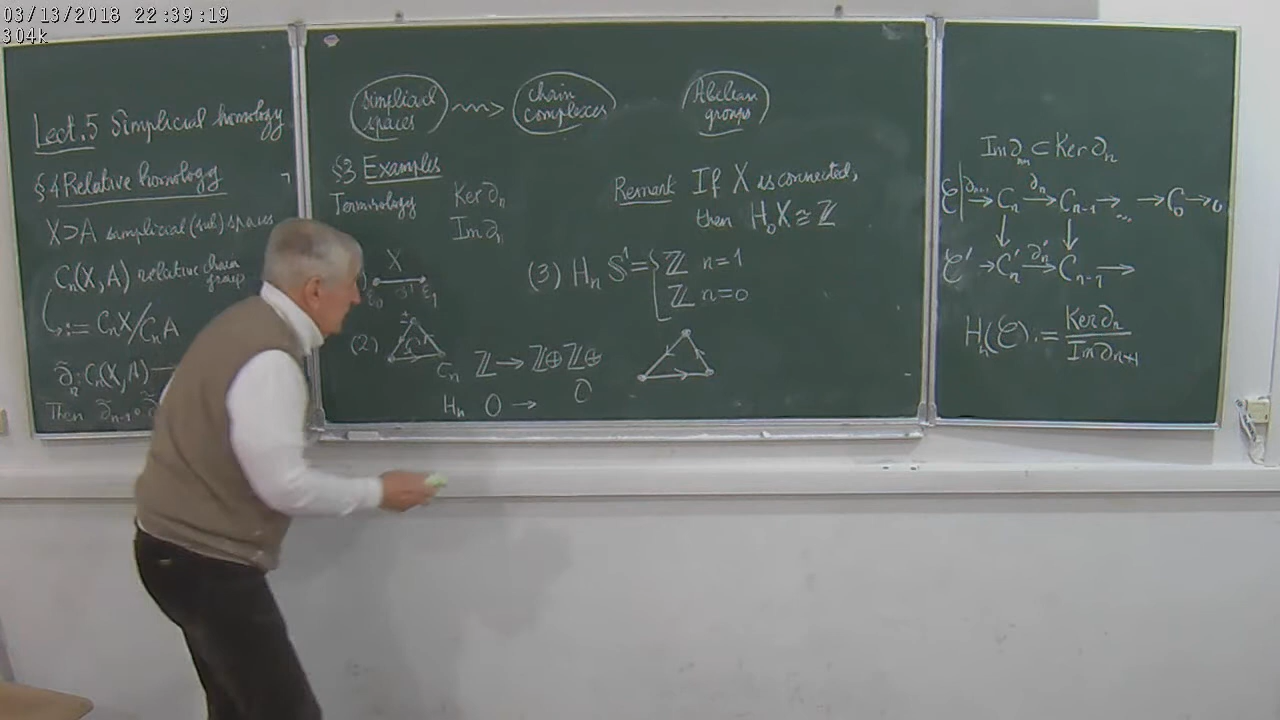 03/13/2018 22:39:19
304k
Lect.5 Simplicial homology
§4 Relative homology
X⊃A simplicial (sub) spaces
Cₙ(X,A) relative chain group
:= CₙX/CₙA
∂̃ₙ: Cₙ(X,A) →
Then ∂̃ₙ₋₁∘∂̃
Simplicial spaces ⇝ chain complexes Abelian groups
§3 Examples
Terminology Ker ∂ₙ
Im ∂ₙ
X
(2)
Cₙ ℤ → ℤ⊕ℤ⊕
Hₙ 0 → 0
Remark If X is connected,
then H₀X ≅ ℤ
(3) Hₙ S¹ = { ℤ n=1
ℤ n=0
Im ∂ₙ₊₁ ⊂ Ker ∂ₙ
𝒞 | ∂ₙ₊₁ → Cₙ ∂ₙ → Cₙ₋₁ → ... → C₀ → 0
𝒞' → C'ₙ ∂'ₙ → C'ₙ₋₁ →
Hₙ(𝒞) := Ker ∂ₙ / Im ∂ₙ₊₁